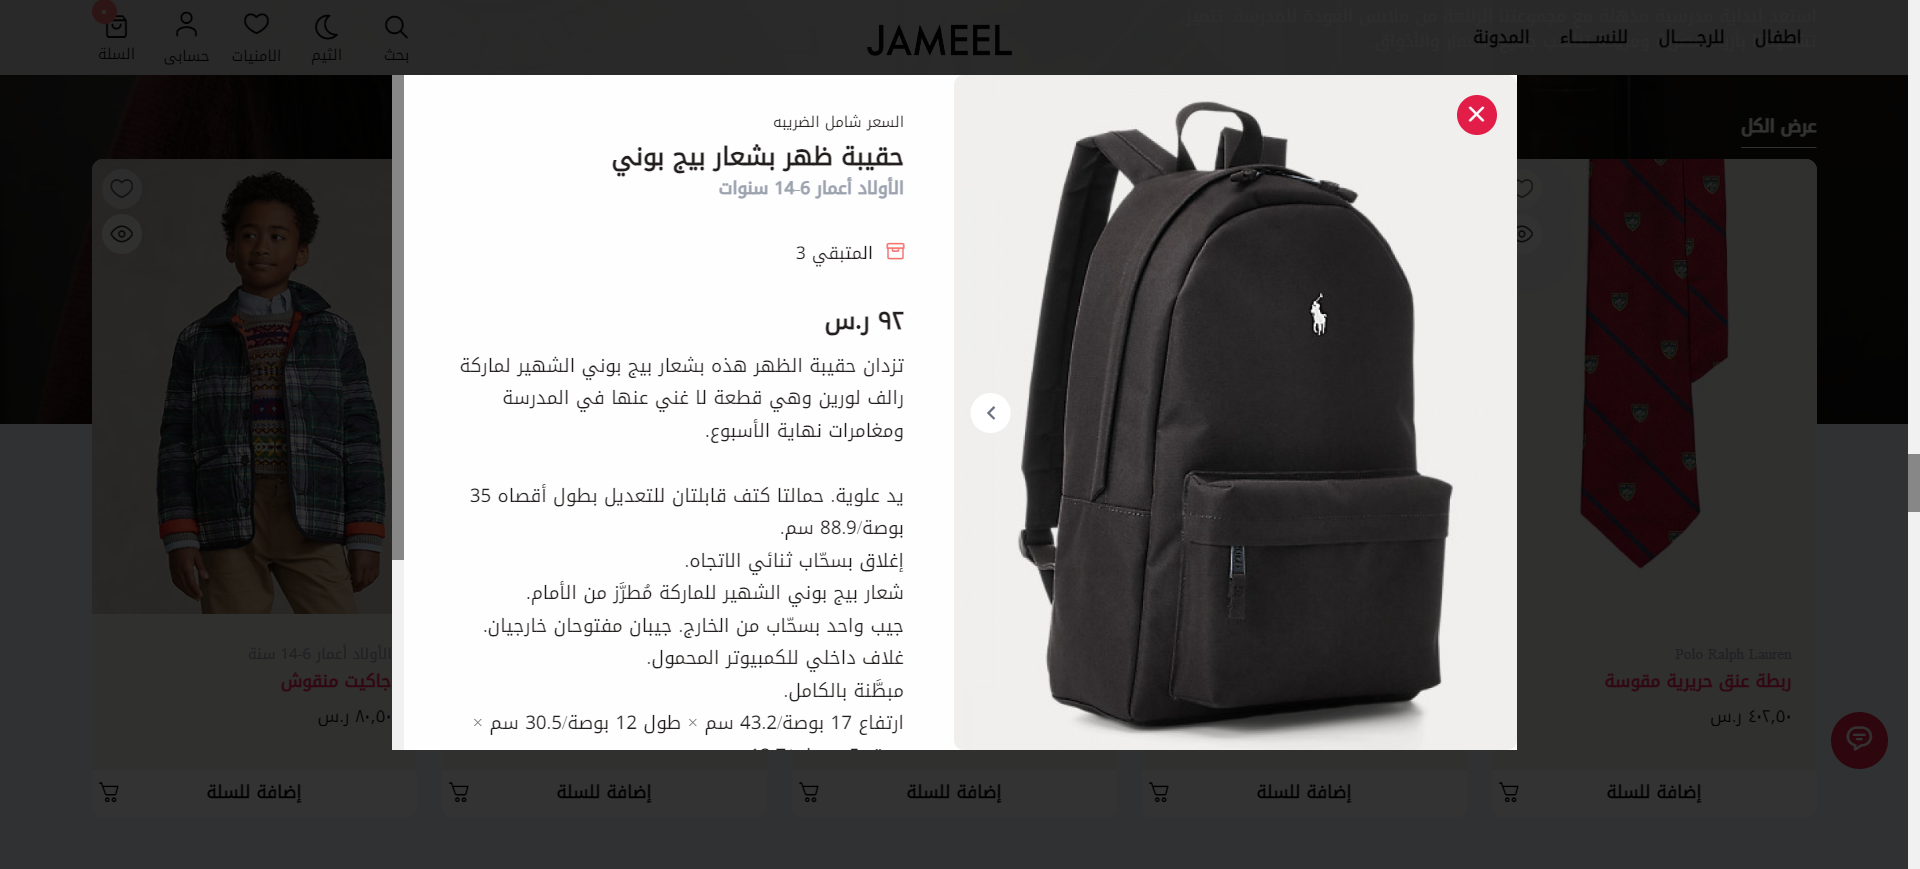 اطفال
للرجـــال
للنســـاء
المدونة
JAMEEL
بحث
الثيم
الامنيات
حسابى
السلة
عرض الكل
السعر شامل الضريبه
حقيبة ظهر بشعار بيج بوني
الأولاد أعمار 6-14 سنوات
المتبقي 3
٩٢ ر.س
تزدان حقيبة الظهر هذه بشعار بيج بوني الشهير لماركة
رالف لورين وهي قطعة لا غني عنها في المدرسة
ومغامرات نهاية الأسبوع.
يد علوية. حمالتا كتف قابلتان للتعديل بطول أقصاه 35
بوصة/88.9 سم.
إغلاق بسحّاب ثنائي الاتجاه.
شعار بيج بوني الشهير للماركة مُطرَّز من الأمام.
جيب واحد بسحّاب من الخارج. جيبان مفتوحان خارجيان.
غلاف داخلي للكمبيوتر المحمول.
مبطَّنة بالكامل.
ارتفاع 17 بوصة/43.2 سم × طول 12 بوصة/30.5 سم ×
Polo Ralph Lauren
ربطة عنق حريرية مقوسة
٤٠٢,٥٠ ر.س
الأولاد أعمار 6-14 سنة
جاكيت منقوش
٨٠,٥٠ ر.س
إضافة للسلة
إضافة للسلة
إضافة للسلة
إضافة للسلة
إضافة للسلة